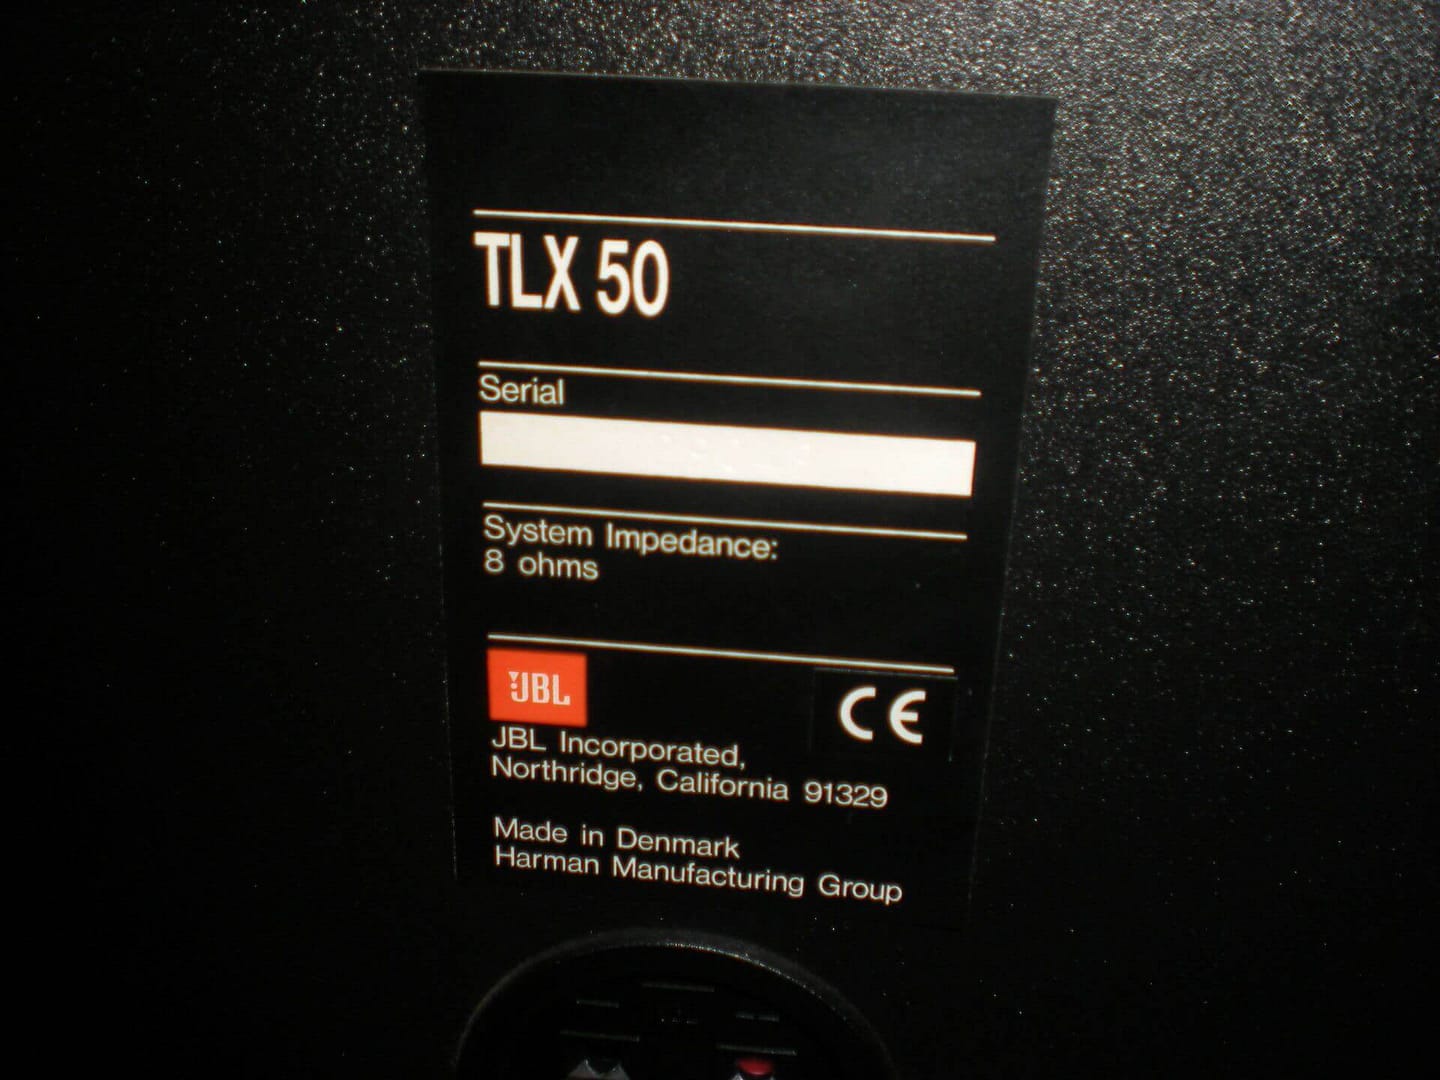 TLX 50
Serial
System Impedance:
8 ohms
JBL
CE
JBL Incorporated,
Northridge, California 91329
Made in Denmark
Harman Manufacturing Group